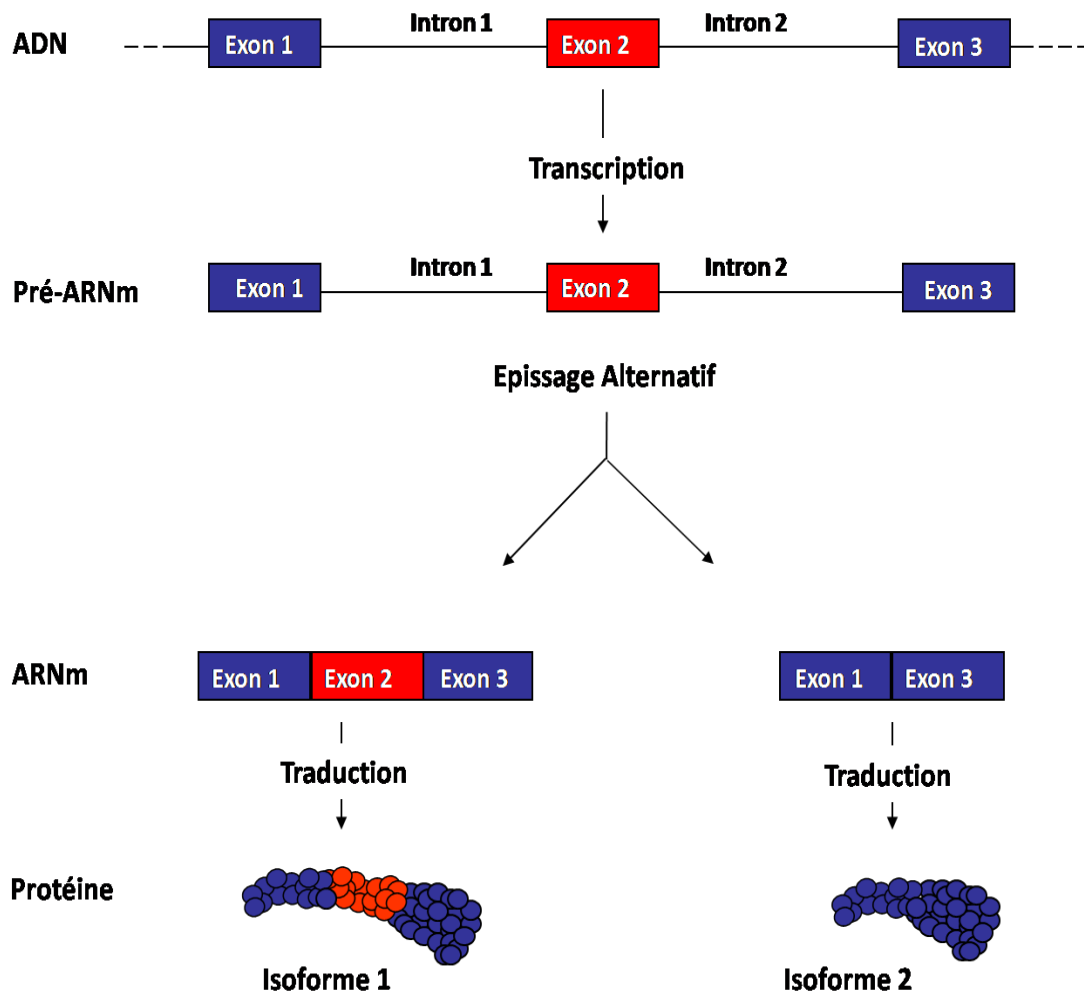 Intron 1 Intron 2
ADN Exon 1 Exon 2 Exon 3
Transcription
Intron 1 Intron 2
Pré-ARNm Exon 1 Exon 2 Exon 3
Epissage Alternatif
ARNm Exon 1 Exon 2 Exon 3 Exon 1 Exon 3
Traduction Traduction
Protéine
Isoforme 1 Isoforme 2